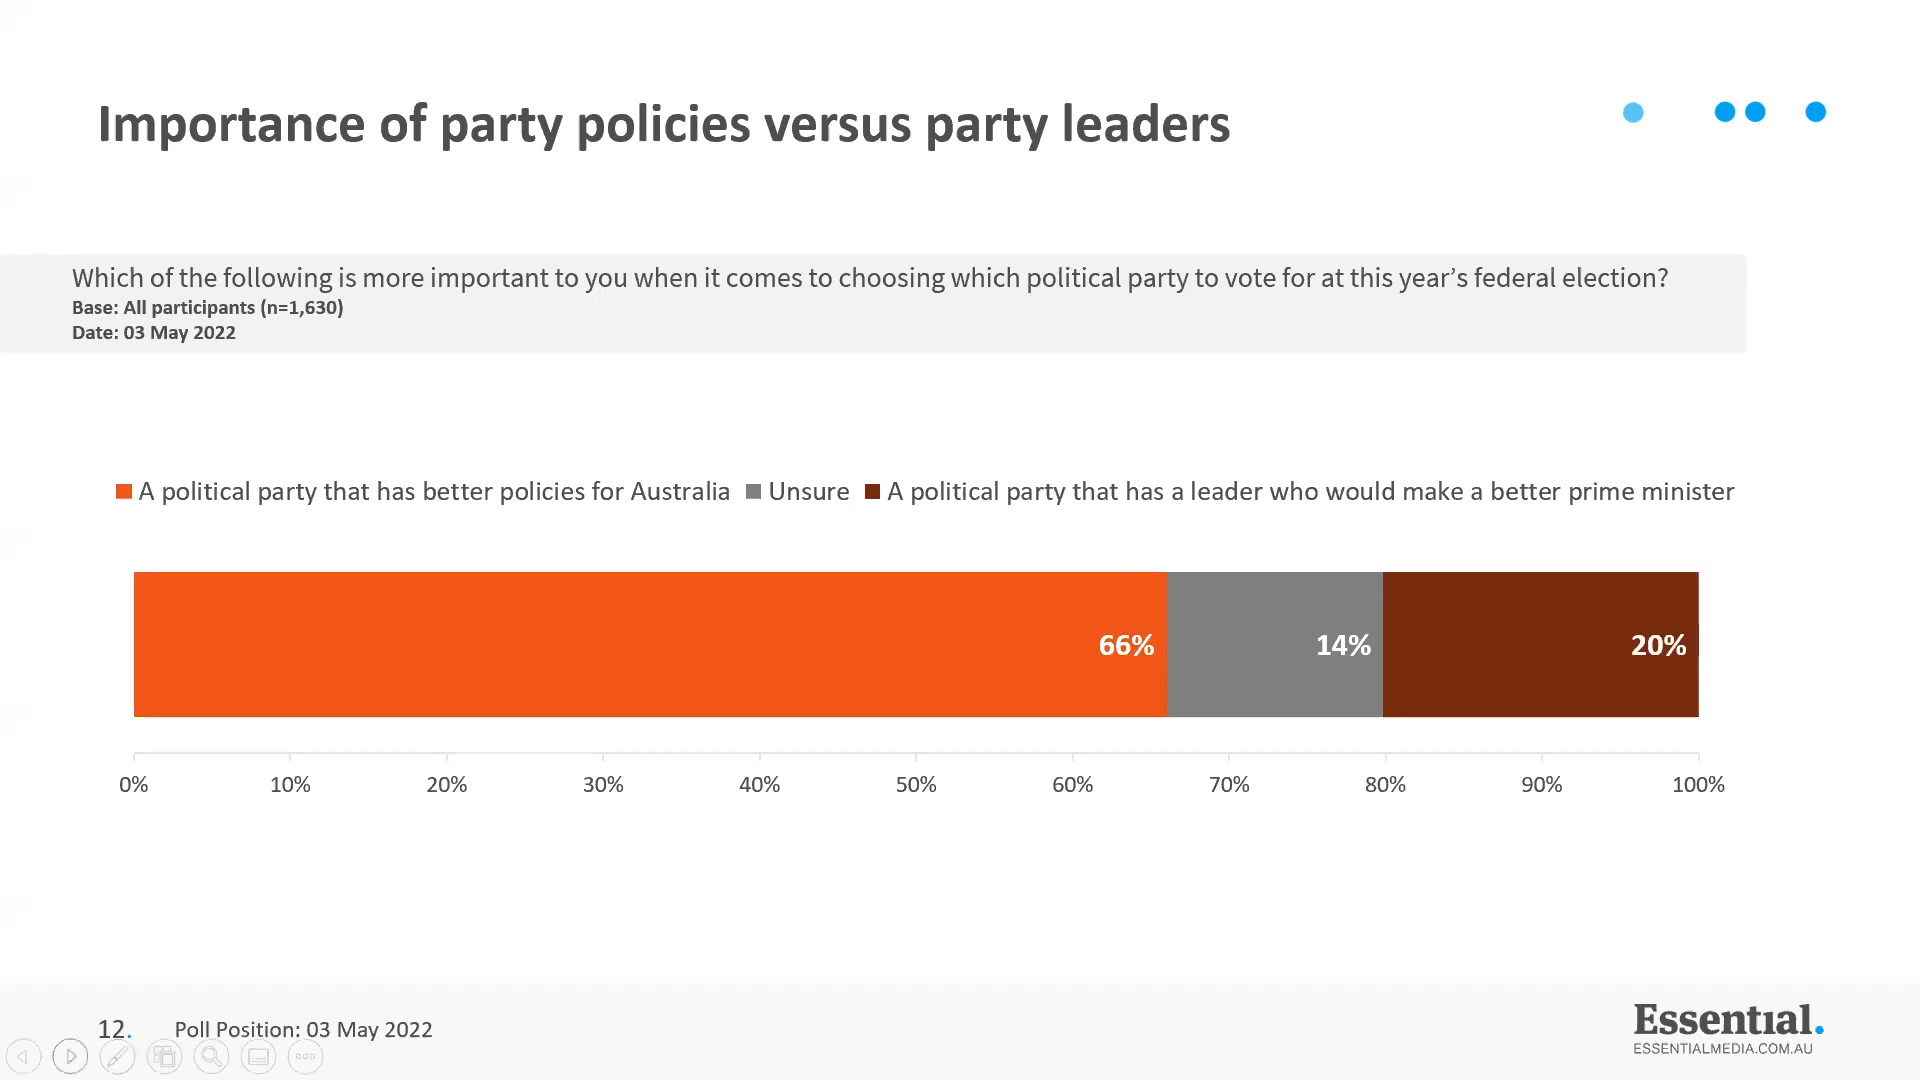 Importance of party policies versus party leaders
Which of the following is more important to you when it comes to choosing which political party to vote for at this year’s federal election?
Base: All participants (n=1,630)
Date: 03 May 2022
A political party that has better policies for Australia Unsure A political party that has a leader who would make a better prime minister
66% 14% 20%
0% 10% 20% 30% 40% 50% 60% 70% 80% 90% 100%
12. Poll Position: 03 May 2022
Essential.
ESSENTIALMEDIA.COM.AU